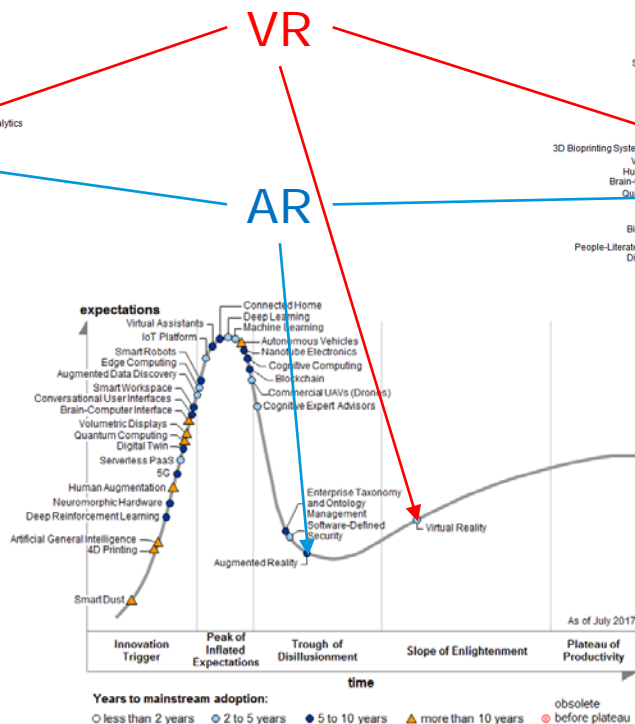 VR
alytics
3D Bioprinting Syste
Hu
Brain-
Qu
AR
Bi
People-Literate
Di
expectations
Connected Home
Virtual Assistants
Deep Learning
IoT Platform
Machine Learning
Smart Robots
Autonomous Vehicles
Edge Computing
Nanotube Electronics
Augmented Data Discovery
Cognitive Computing
Smart Workspace
Blockchain
Conversational User Interfaces
Commercial UAVs (Drones)
Brain-Computer Interface
Cognitive Expert Advisors
Volumetric Displays
Quantum Computing
Digital Twin
Serverless PaaS
5G
Human Augmentation
Neuromorphic Hardware
Deep Reinforcement Learning
Enterprise Taxonomy
and Ontology
Management
Software-Defined
Security
Virtual Reality
Artificial General Intelligence
4D Printing
Augmented Reality
Smart Dust
As of July 2017
Innovation
Trigger
Peak of
Inflated
Expectations
Trough of
Disillusionment
Slope of Enlightenment
Plateau of
Productivity
time
Years to mainstream adoption:
less than 2 years
2 to 5 years
5 to 10 years
more than 10 years
obsolete
before plateau